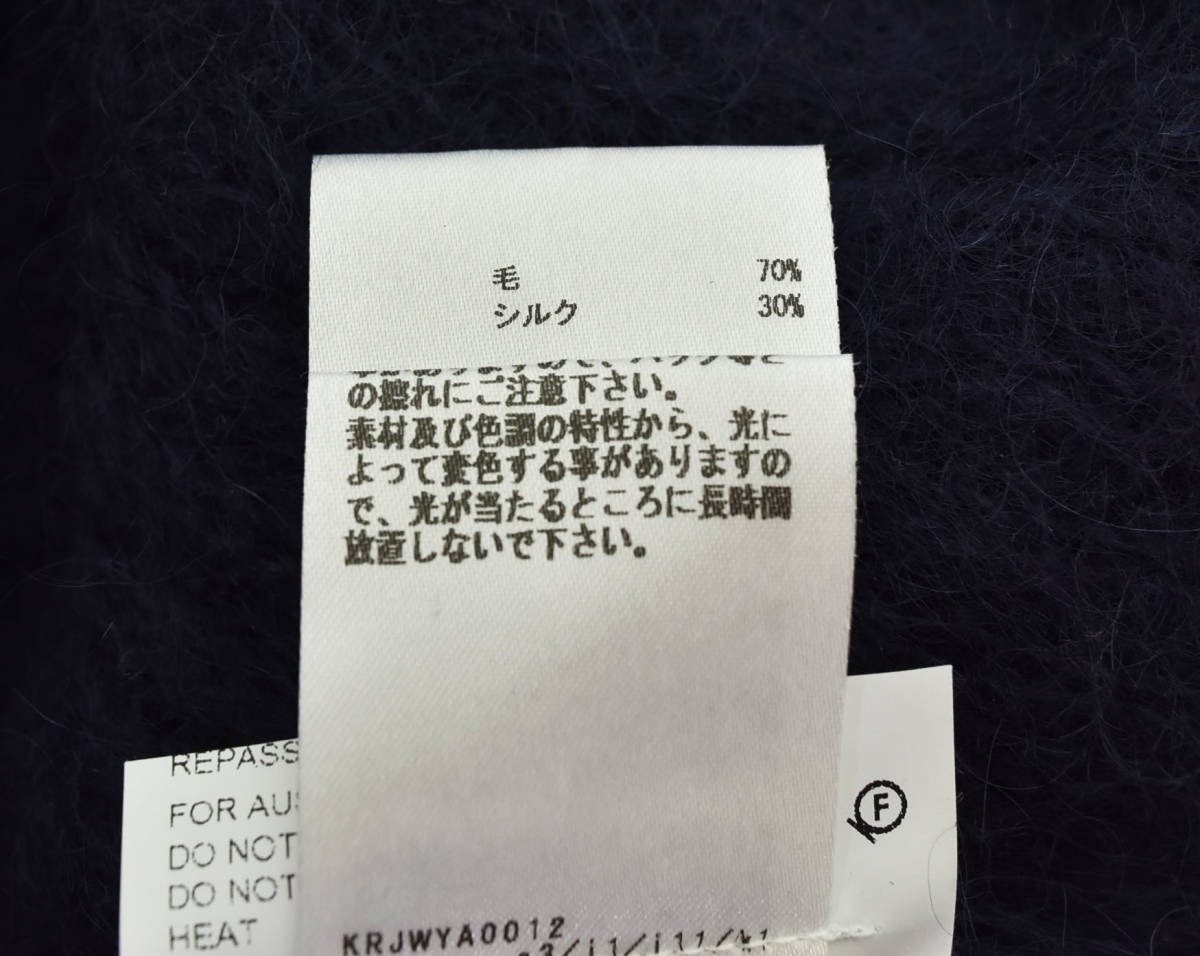 毛 70%
シルク 30%
の擦れにご注意下さい。
素材及び色調の特性から、光に
よって変色する事がありますの
で、光が当たるところに長時間
放置しないで下さい。
REPASS
FOR AUS
DO NOT
DO NOT
HEAT
F
KRJWYA0012